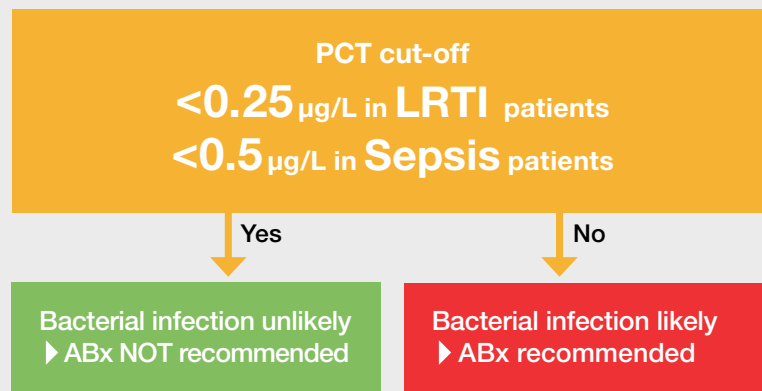 PCT cut-off
<0.25 µg/L in LRTI patients
<0.5 µg/L in Sepsis patients
Yes
No
Bacterial infection unlikely
▶ ABx NOT recommended
Bacterial infection likely
▶ ABx recommended